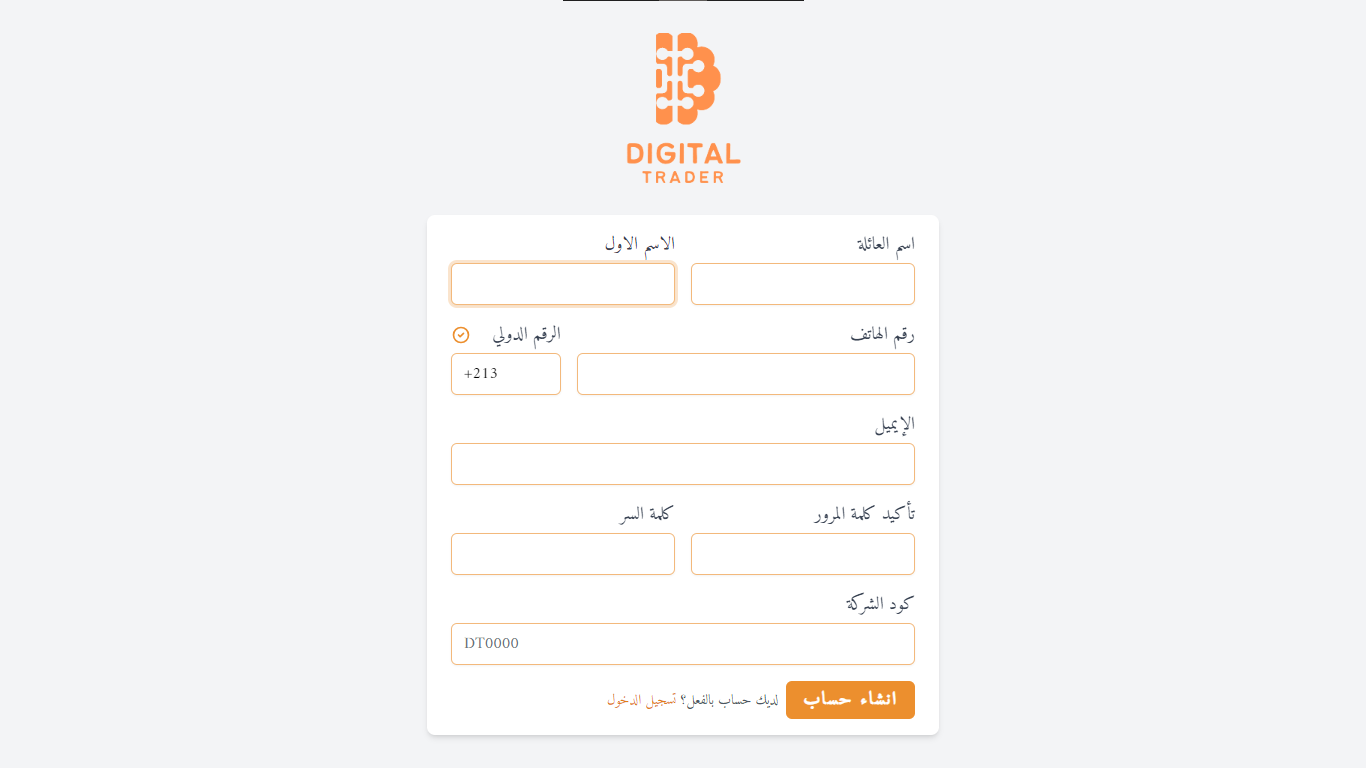 DIGITAL
TRADER
اسم العائلة
الاسم الاول
رقم الهاتف
الرقم الدولي
+213
الإيميل
تأكيد كلمة المرور
كلمة السر
كود الشركة
DT0000
انشاء حساب
لديك حساب بالفعل؟ تسجيل الدخول